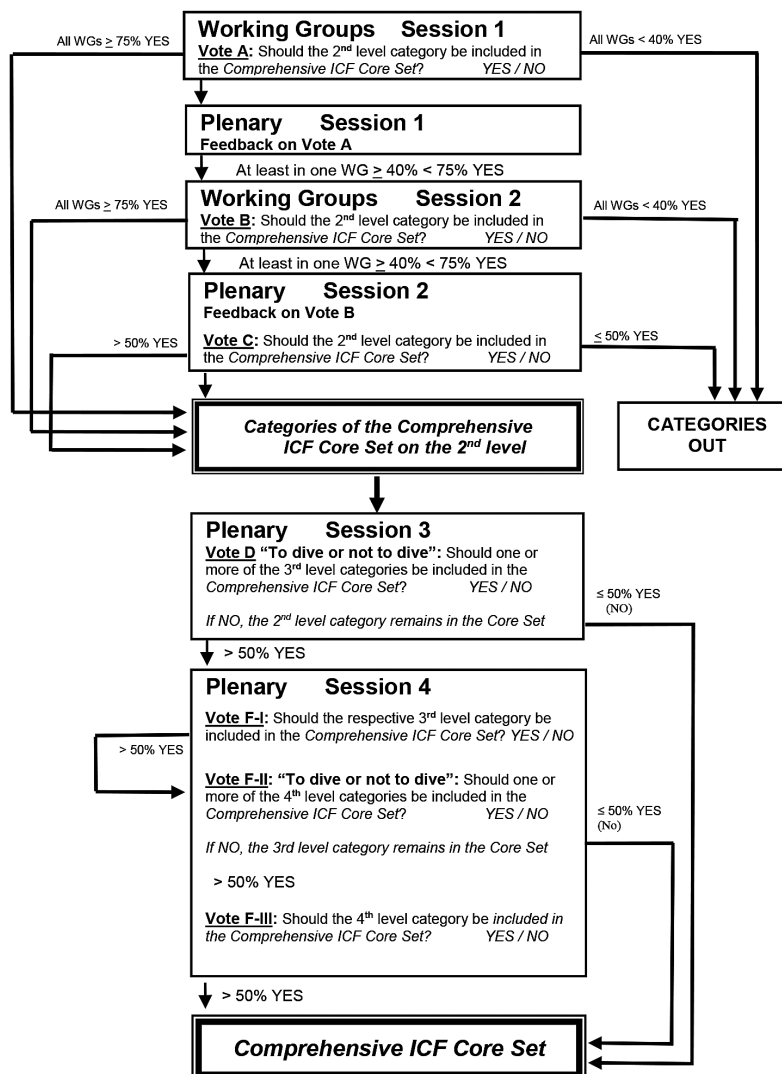 Working Groups Session 1
All WGs ≥ 75% YES
Vote A: Should the 2nd level category be included in
the Comprehensive ICF Core Set? YES / NO
All WGs < 40% YES
Plenary Session 1
Feedback on Vote A
At least in one WG ≥ 40% < 75% YES
Working Groups Session 2
All WGs ≥ 75% YES
Vote B: Should the 2nd level category be included in
the Comprehensive ICF Core Set? YES / NO
All WGs < 40% YES
At least in one WG ≥ 40% < 75% YES
Plenary Session 2
Feedback on Vote B
> 50% YES
Vote C: Should the 2nd level category be included in
the Comprehensive ICF Core Set? YES / NO
≤ 50% YES
Categories of the Comprehensive
ICF Core Set on the 2nd level
CATEGORIES
OUT
Plenary Session 3
Vote D “To dive or not to dive”: Should one or
more of the 3rd level categories be included in the
Comprehensive ICF Core Set? YES / NO
If NO, the 2nd level category remains in the Core Set
≤ 50% YES
(NO)
> 50% YES
Plenary Session 4
Vote F-I: Should the respective 3rd level category be
included in the Comprehensive ICF Core Set? YES / NO
> 50% YES
Vote F-II: “To dive or not to dive”: Should one or
more of the 4th level categories be included in the
Comprehensive ICF Core Set? YES / NO
≤ 50% YES
(No)
If NO, the 3rd level category remains in the Core Set
> 50% YES
Vote F-III: Should the 4th level category be included in
the Comprehensive ICF Core Set? YES / NO
> 50% YES
Comprehensive ICF Core Set